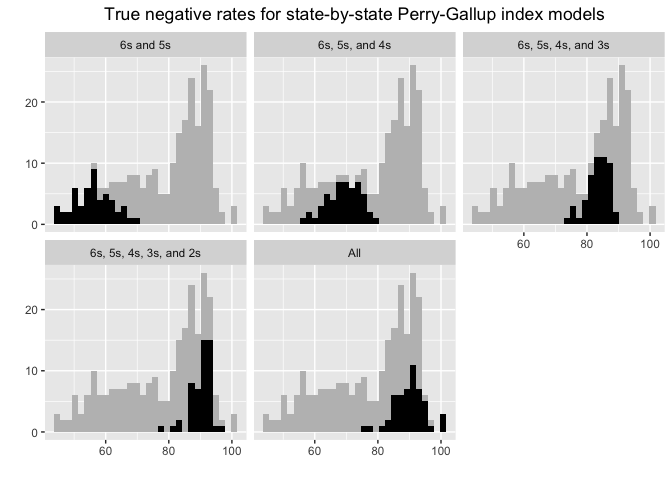 True negative rates for state-by-state Perry-Gallup index models
6s and 5s
6s, 5s, and 4s
6s, 5s, 4s, and 3s
20
10
0
60
80
100
6s, 5s, 4s, 3s, and 2s
All
20
10
0
60
80
100
60
80
100